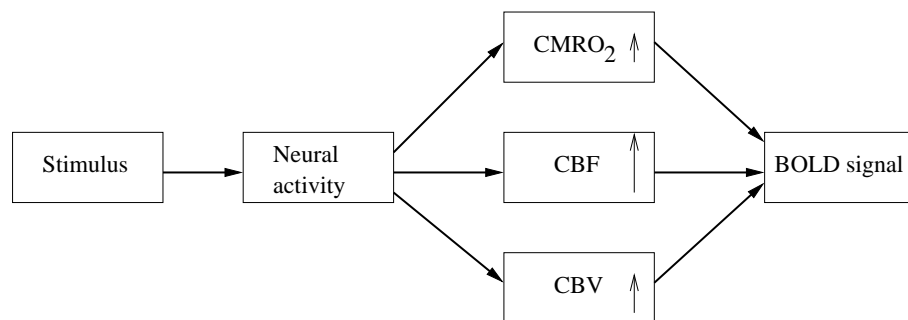 Stimulus
Neural
activity
CMRO2
CBF
CBV
BOLD signal